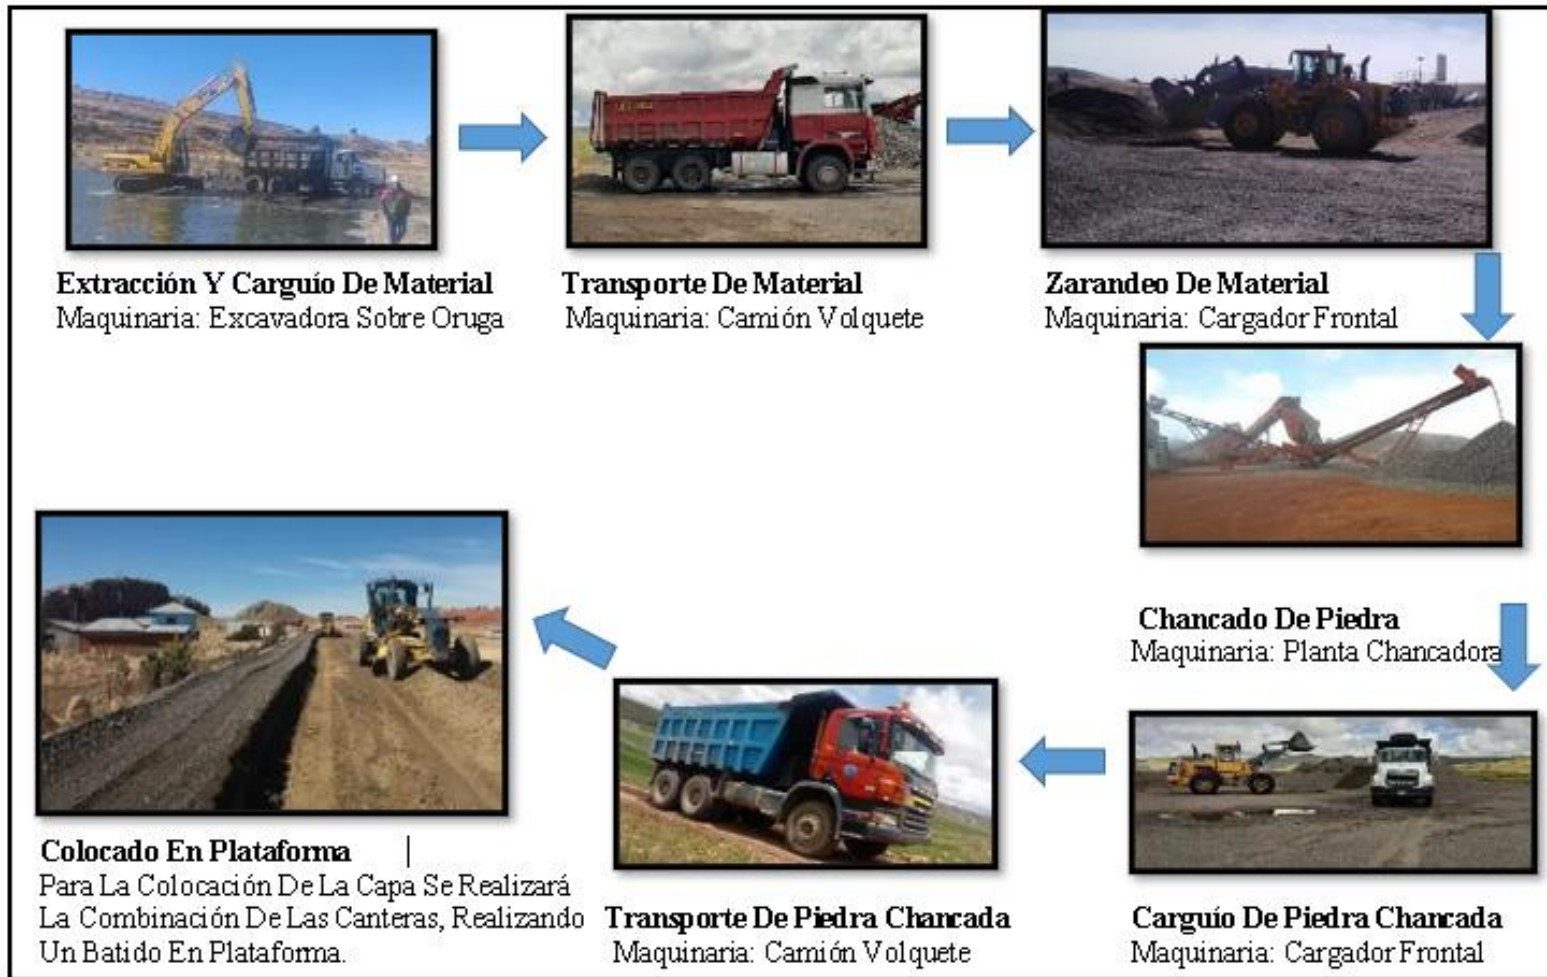 Extracción Y Carguío De Material
Maquinaria: Excavadora Sobre Oruga
Transporte De Material
Maquinaria: Camión Volquete
Zarandeo De Material
Maquinaria: Cargador Frontal
Chancado De Piedra
Maquinaria: Planta Chancadora
Carguío De Piedra Chancada
Maquinaria: Cargador Frontal
Transporte De Piedra Chancada
Maquinaria: Camión Volquete
Colocado En Plataforma
Para La Colocación De La Capa Se Realizará
La Combinación De Las Canteras, Realizando
Un Batido En Plataforma.